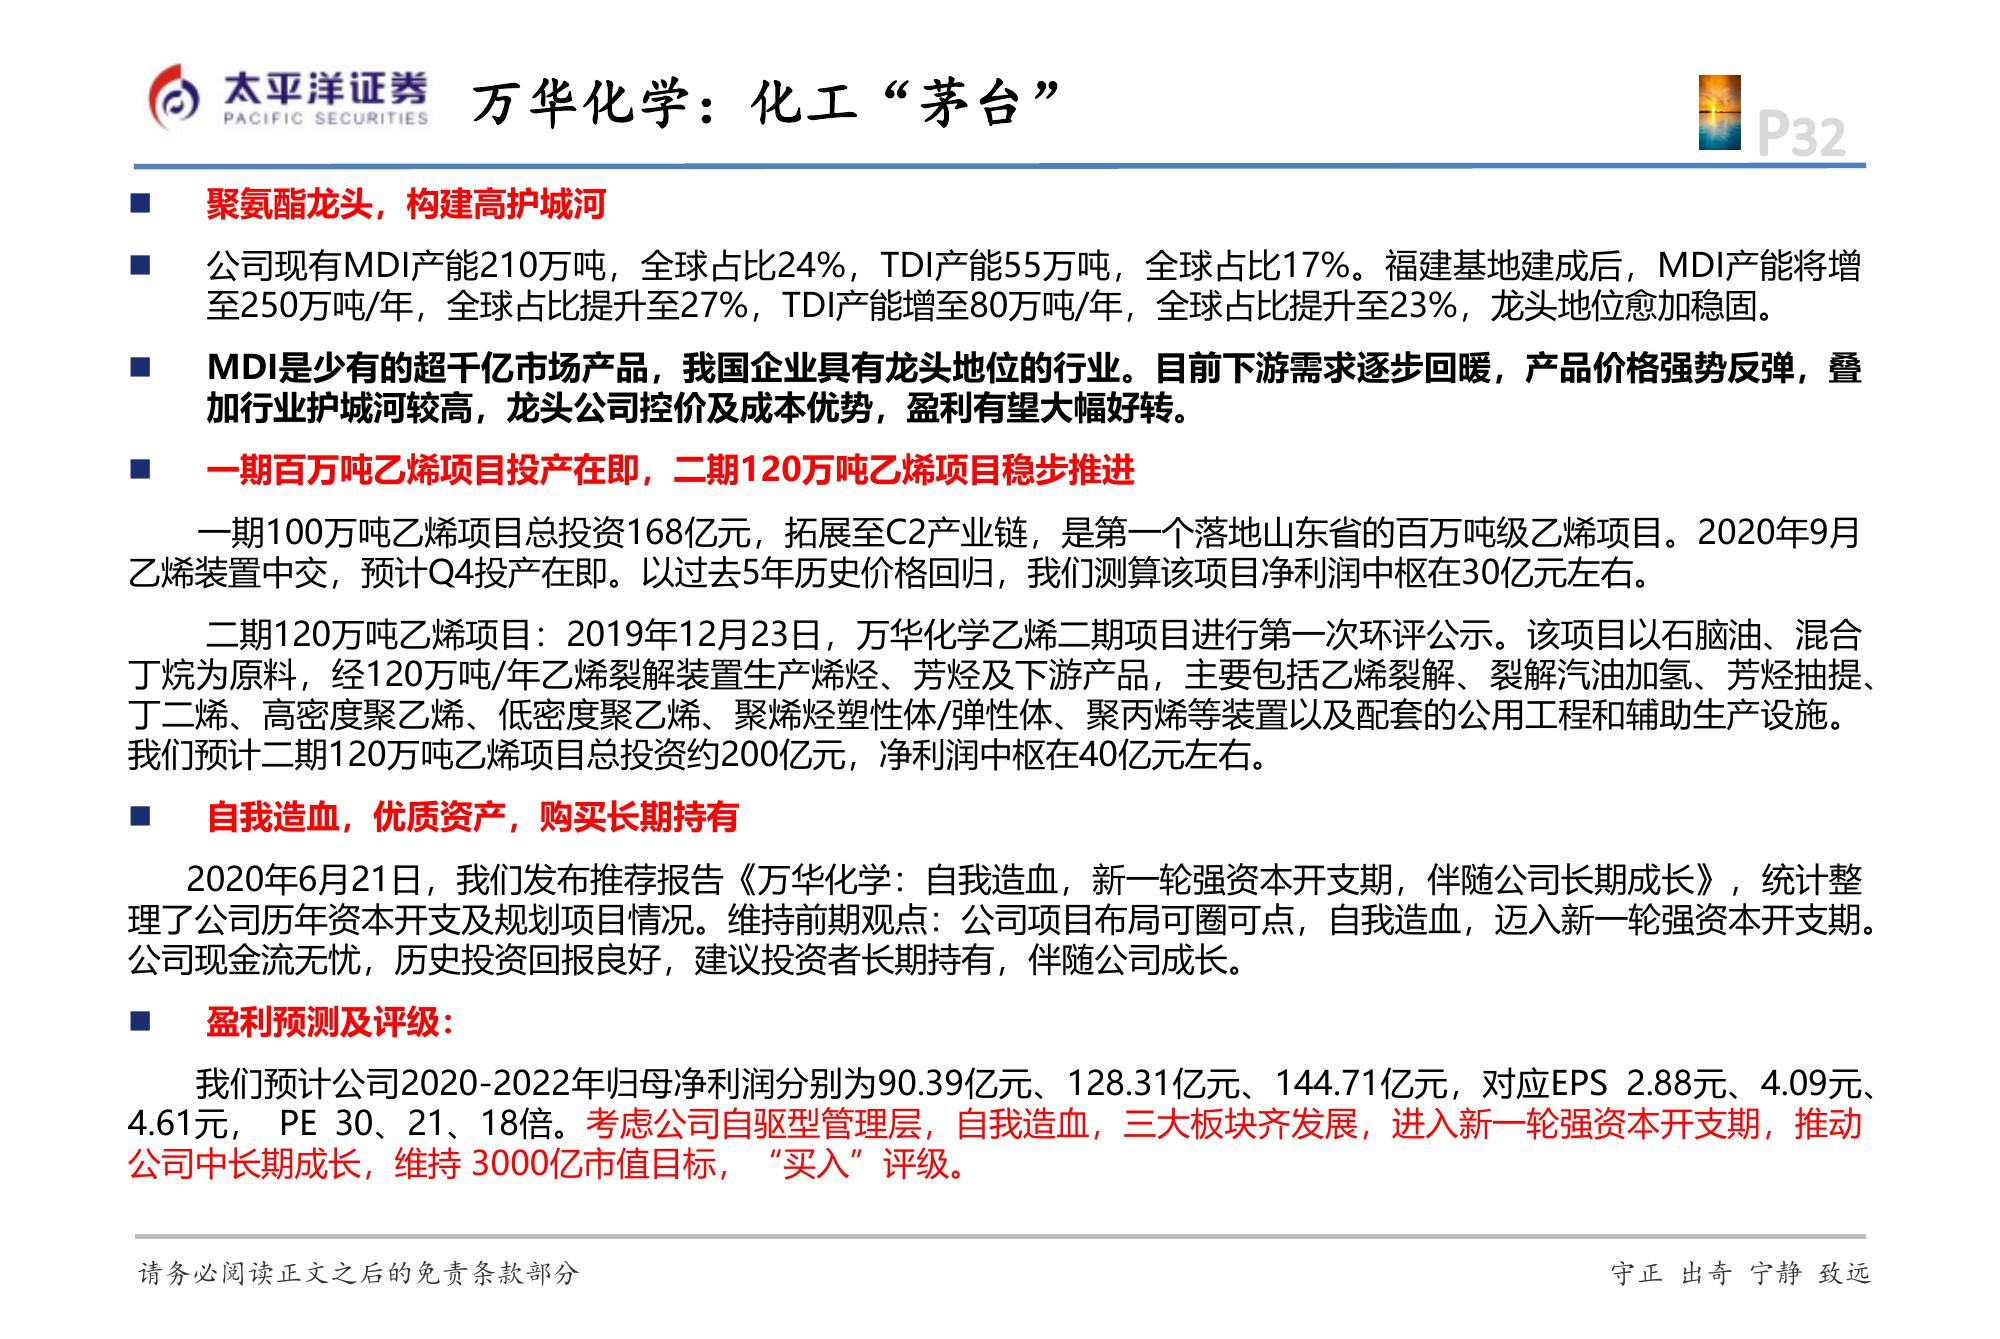 太平洋证券
PACIFIC SECURITIES
万华化学：化工“茅台”
P32
聚氨酯龙头，构建高护城河
公司现有MDI产能210万吨，全球占比24%，TDI产能55万吨，全球占比17%。福建基地建成后，MDI产能将增
至250万吨/年，全球占比提升至27%，TDI产能增至80万吨/年，全球占比提升至23%，龙头地位愈加稳固。
MDI是少有的超千亿市场产品，我国企业具有龙头地位的行业。目前下游需求逐步回暖，产品价格强势反弹，叠
加行业护城河较高，龙头公司控价及成本优势，盈利有望大幅好转。
一期百万吨乙烯项目投产在即，二期120万吨乙烯项目稳步推进
一期100万吨乙烯项目总投资168亿元，拓展至C2产业链，是第一个落地山东省的百万吨级乙烯项目。2020年9月
乙烯装置中交，预计Q4投产在即。以过去5年历史价格回归，我们测算该项目净利润中枢在30亿元左右。
二期120万吨乙烯项目：2019年12月23日，万华化学乙烯二期项目进行第一次环评公示。该项目以石脑油、混合
丁烷为原料，经120万吨/年乙烯裂解装置生产烯烃、芳烃及下游产品，主要包括乙烯裂解、裂解汽油加氢、芳烃抽提、
丁二烯、高密度聚乙烯、低密度聚乙烯、聚烯烃塑性体/弹性体、聚丙烯等装置以及配套的公用工程和辅助生产设施。
我们预计二期120万吨乙烯项目总投资约200亿元，净利润中枢在40亿元左右。
自我造血，优质资产，购买长期持有
2020年6月21日，我们发布推荐报告《万华化学：自我造血，新一轮强资本开支期，伴随公司长期成长》，统计整
理了公司历年资本开支及规划项目情况。维持前期观点：公司项目布局可圈可点，自我造血，迈入新一轮强资本开支期。
公司现金流无忧，历史投资回报良好，建议投资者长期持有，伴随公司成长。
盈利预测及评级：
我们预计公司2020-2022年归母净利润分别为90.39亿元、128.31亿元、144.71亿元，对应EPS 2.88元、4.09元、
4.61元， PE 30、21、18倍。考虑公司自驱型管理层，自我造血，三大板块齐发展，进入新一轮强资本开支期，推动
公司中长期成长，维持 3000亿市值目标，“买入”评级。
请务必阅读正文之后的免责条款部分
守正 出奇 宁静 致远